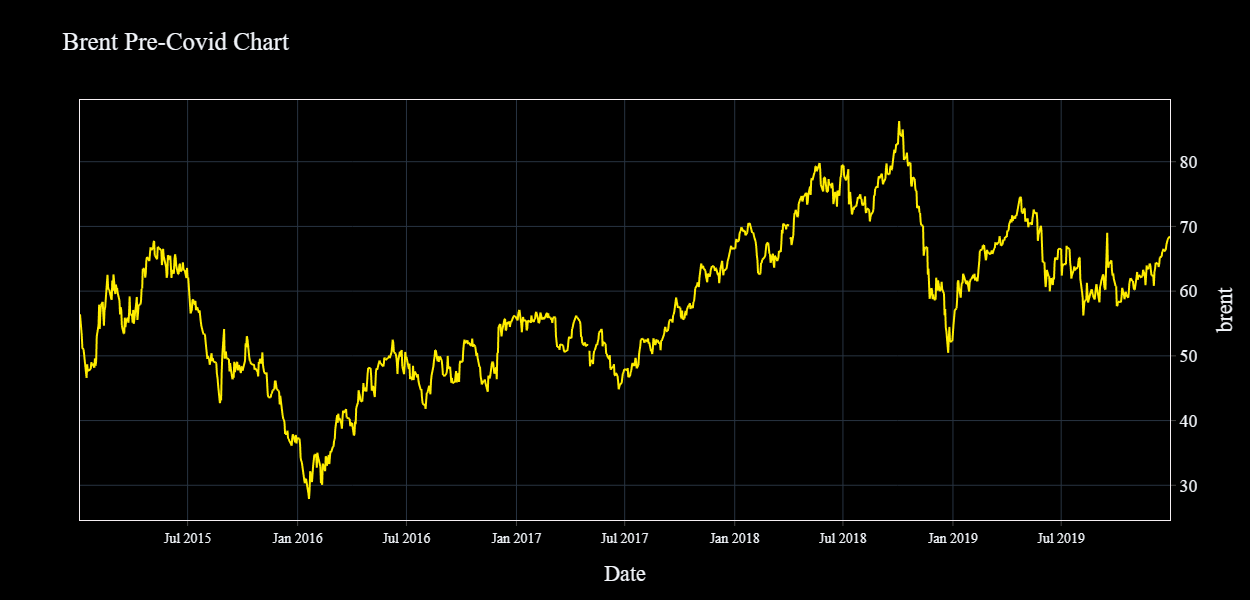 Brent Pre-Covid Chart
80
70
60
50
40
30
brent
Jul 2015
Jan 2016
Jul 2016
Jan 2017
Jul 2017
Jan 2018
Jul 2018
Jan 2019
Jul 2019
Date